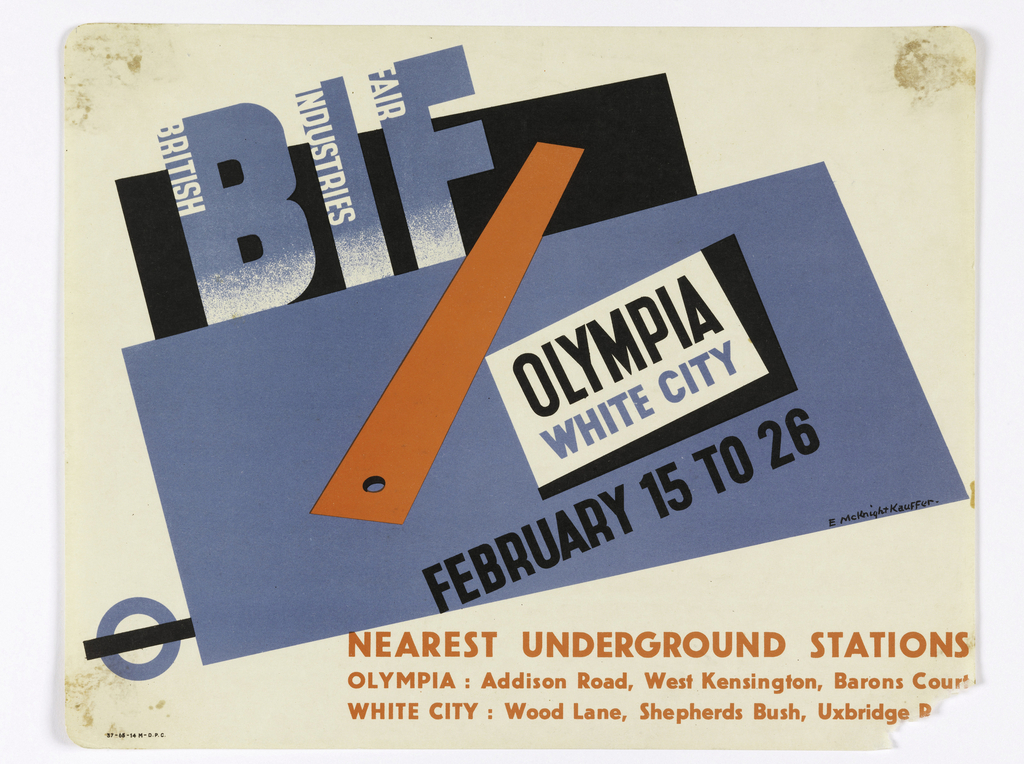 BRITISH
INDUSTRIES
FAIR
BIF
OLYMPIA
WHITE CITY
FEBRUARY 15 TO 26
E McKnight Kauffer.
NEAREST UNDERGROUND STATIONS
OLYMPIA : Addison Road, West Kensington, Barons Court
WHITE CITY : Wood Lane, Shepherds Bush, Uxbridge